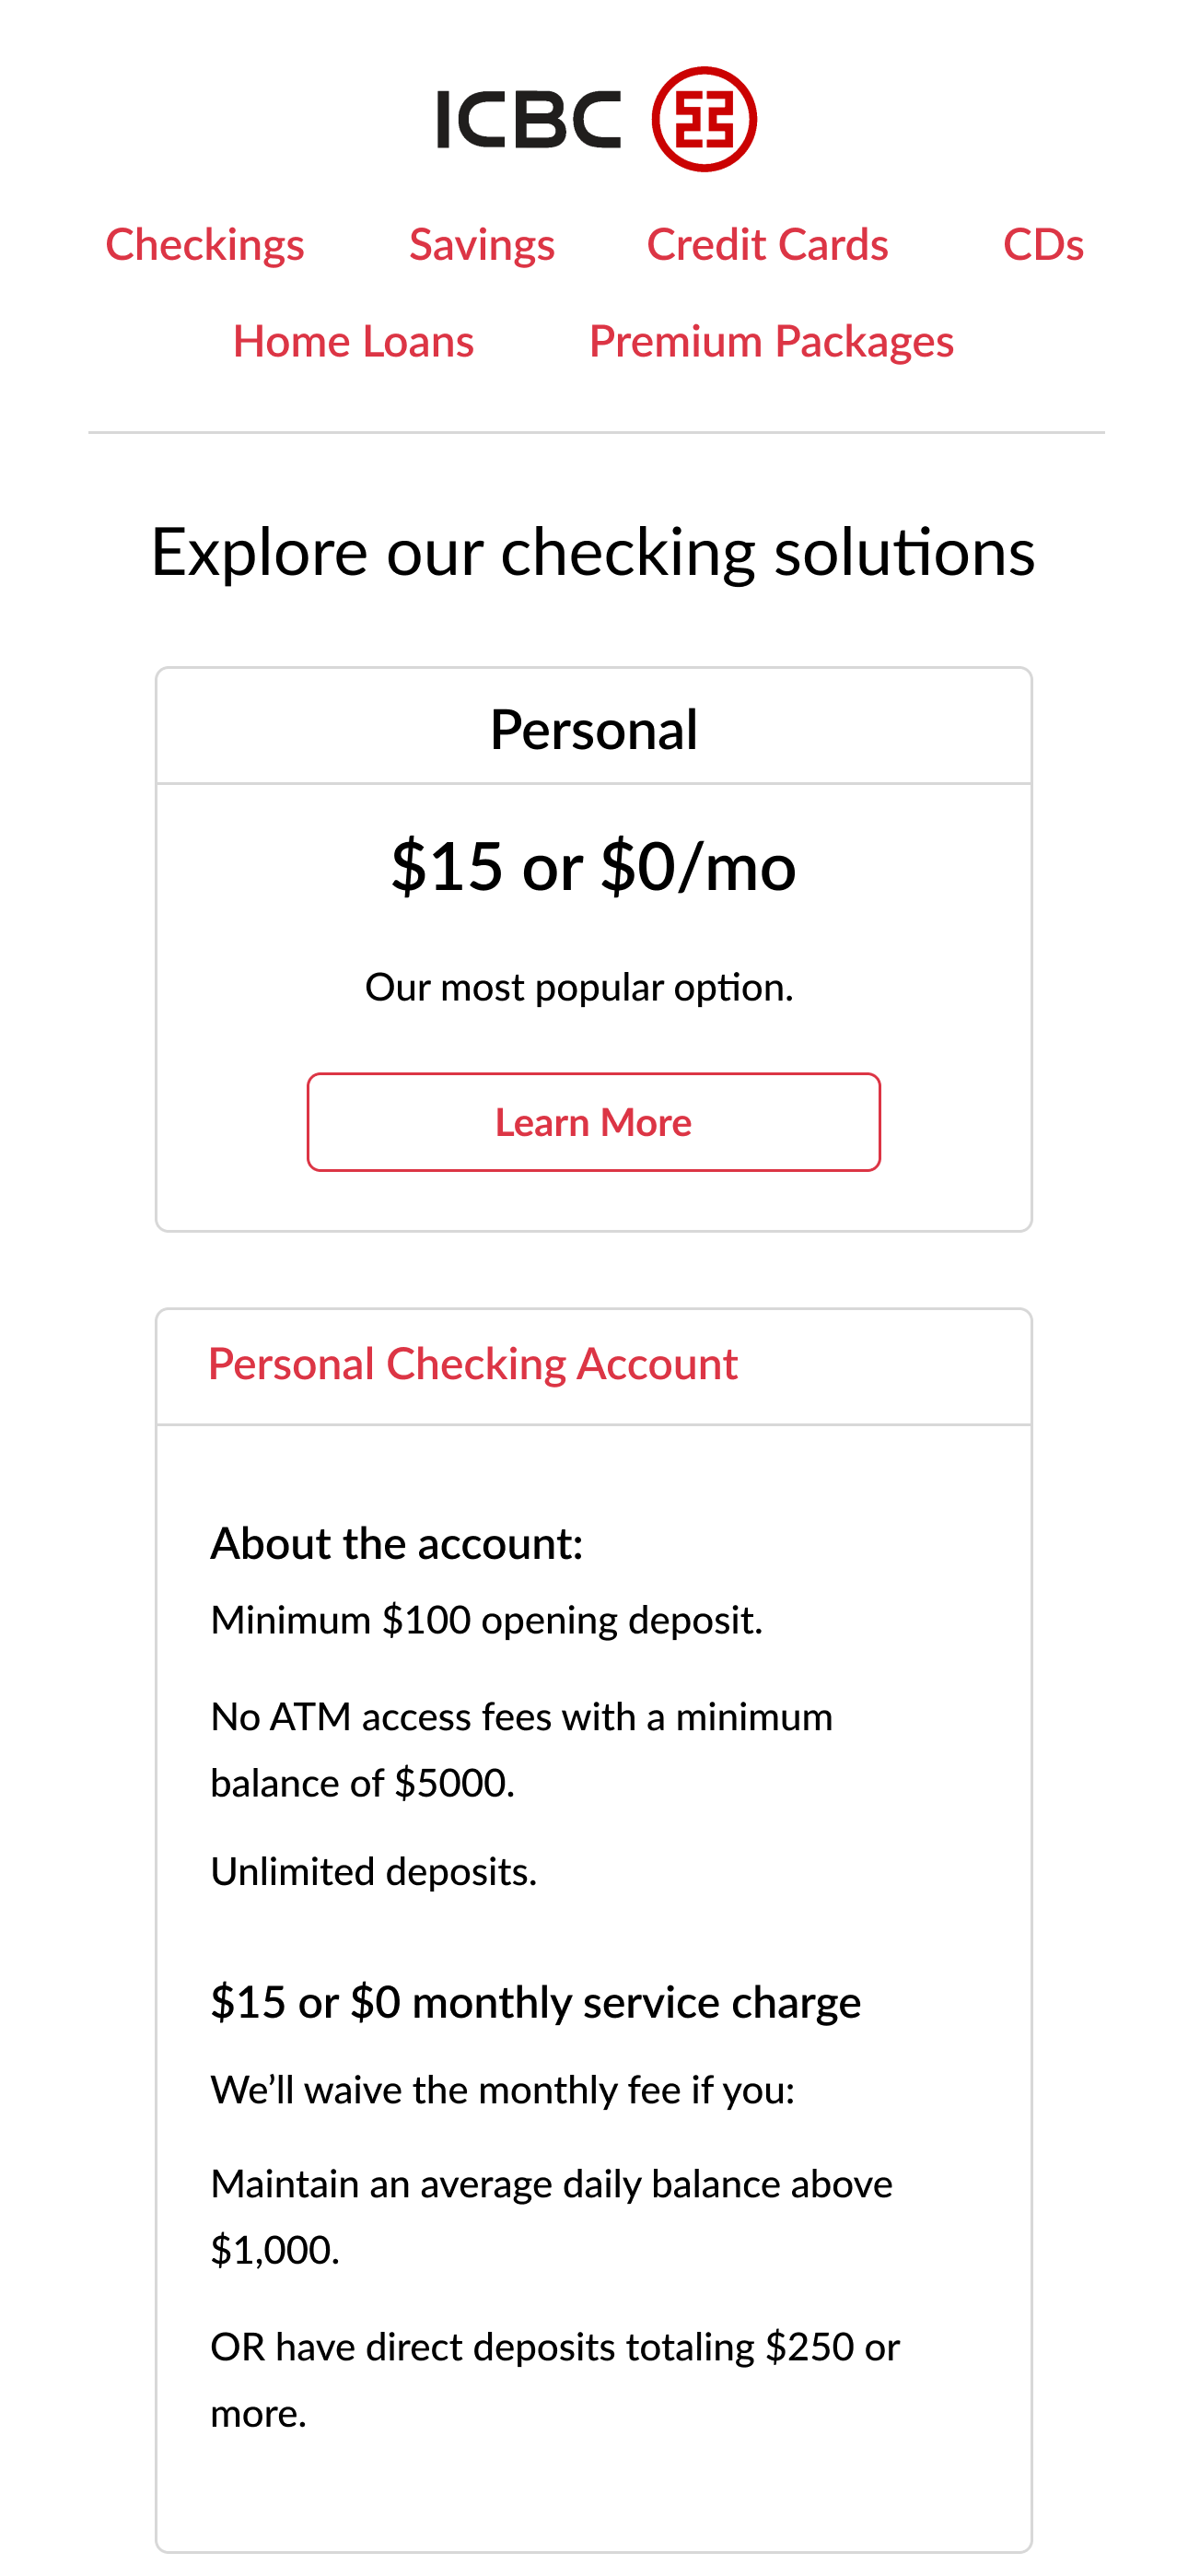 ICBC
Checkings Savings Credit Cards CDs
Home Loans Premium Packages
Explore our checking solutions
Personal
$15 or $0/mo
Our most popular option.
Learn More
Personal Checking Account
About the account:
Minimum $100 opening deposit.
No ATM access fees with a minimum
balance of $5000.
Unlimited deposits.
$15 or $0 monthly service charge
We’ll waive the monthly fee if you:
Maintain an average daily balance above
$1,000.
OR have direct deposits totaling $250 or
more.